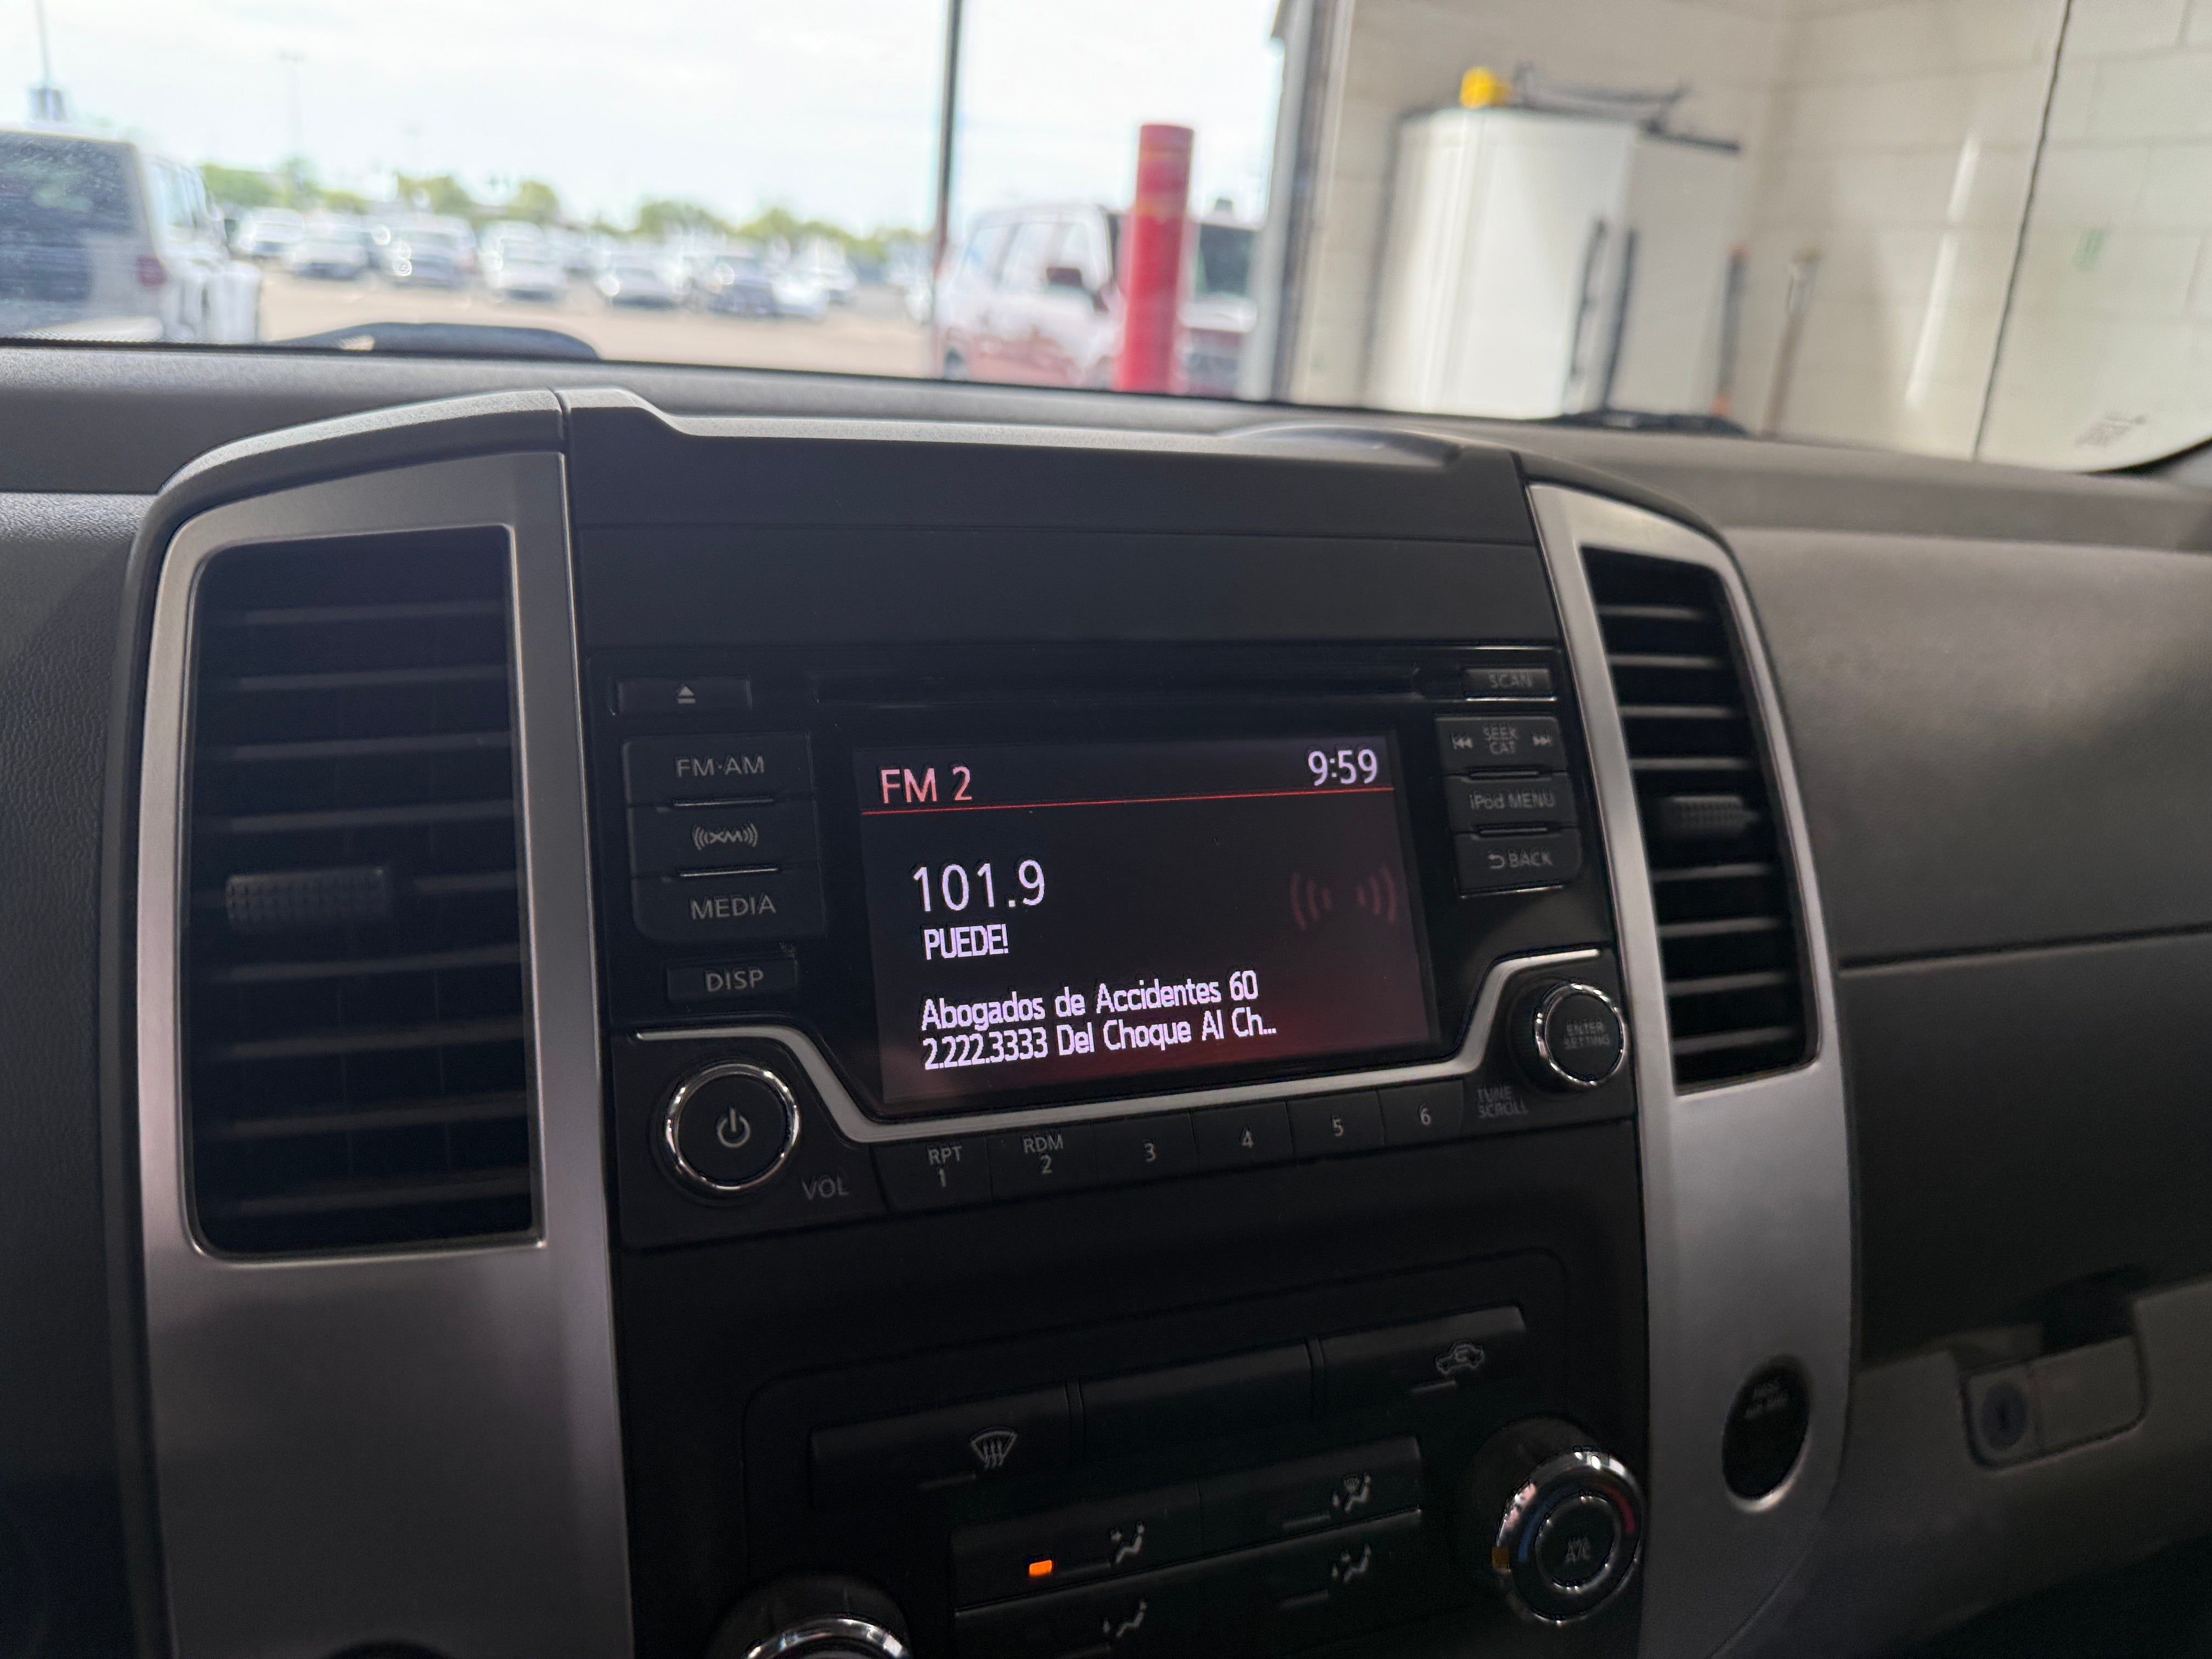 SCAN
FM·AM
SEEK
CAT
FM 2
9:59
iPod MENU
XM
BACK
101.9
MEDIA
PUEDE!
DISP
Abogados de Accidentes 60
2.222.3333 Del Choque Al Ch...
ENTER
SETTING
TUNE
SCROLL
VOL
RPT
1
RDM
2
3
4
5
6
A/C